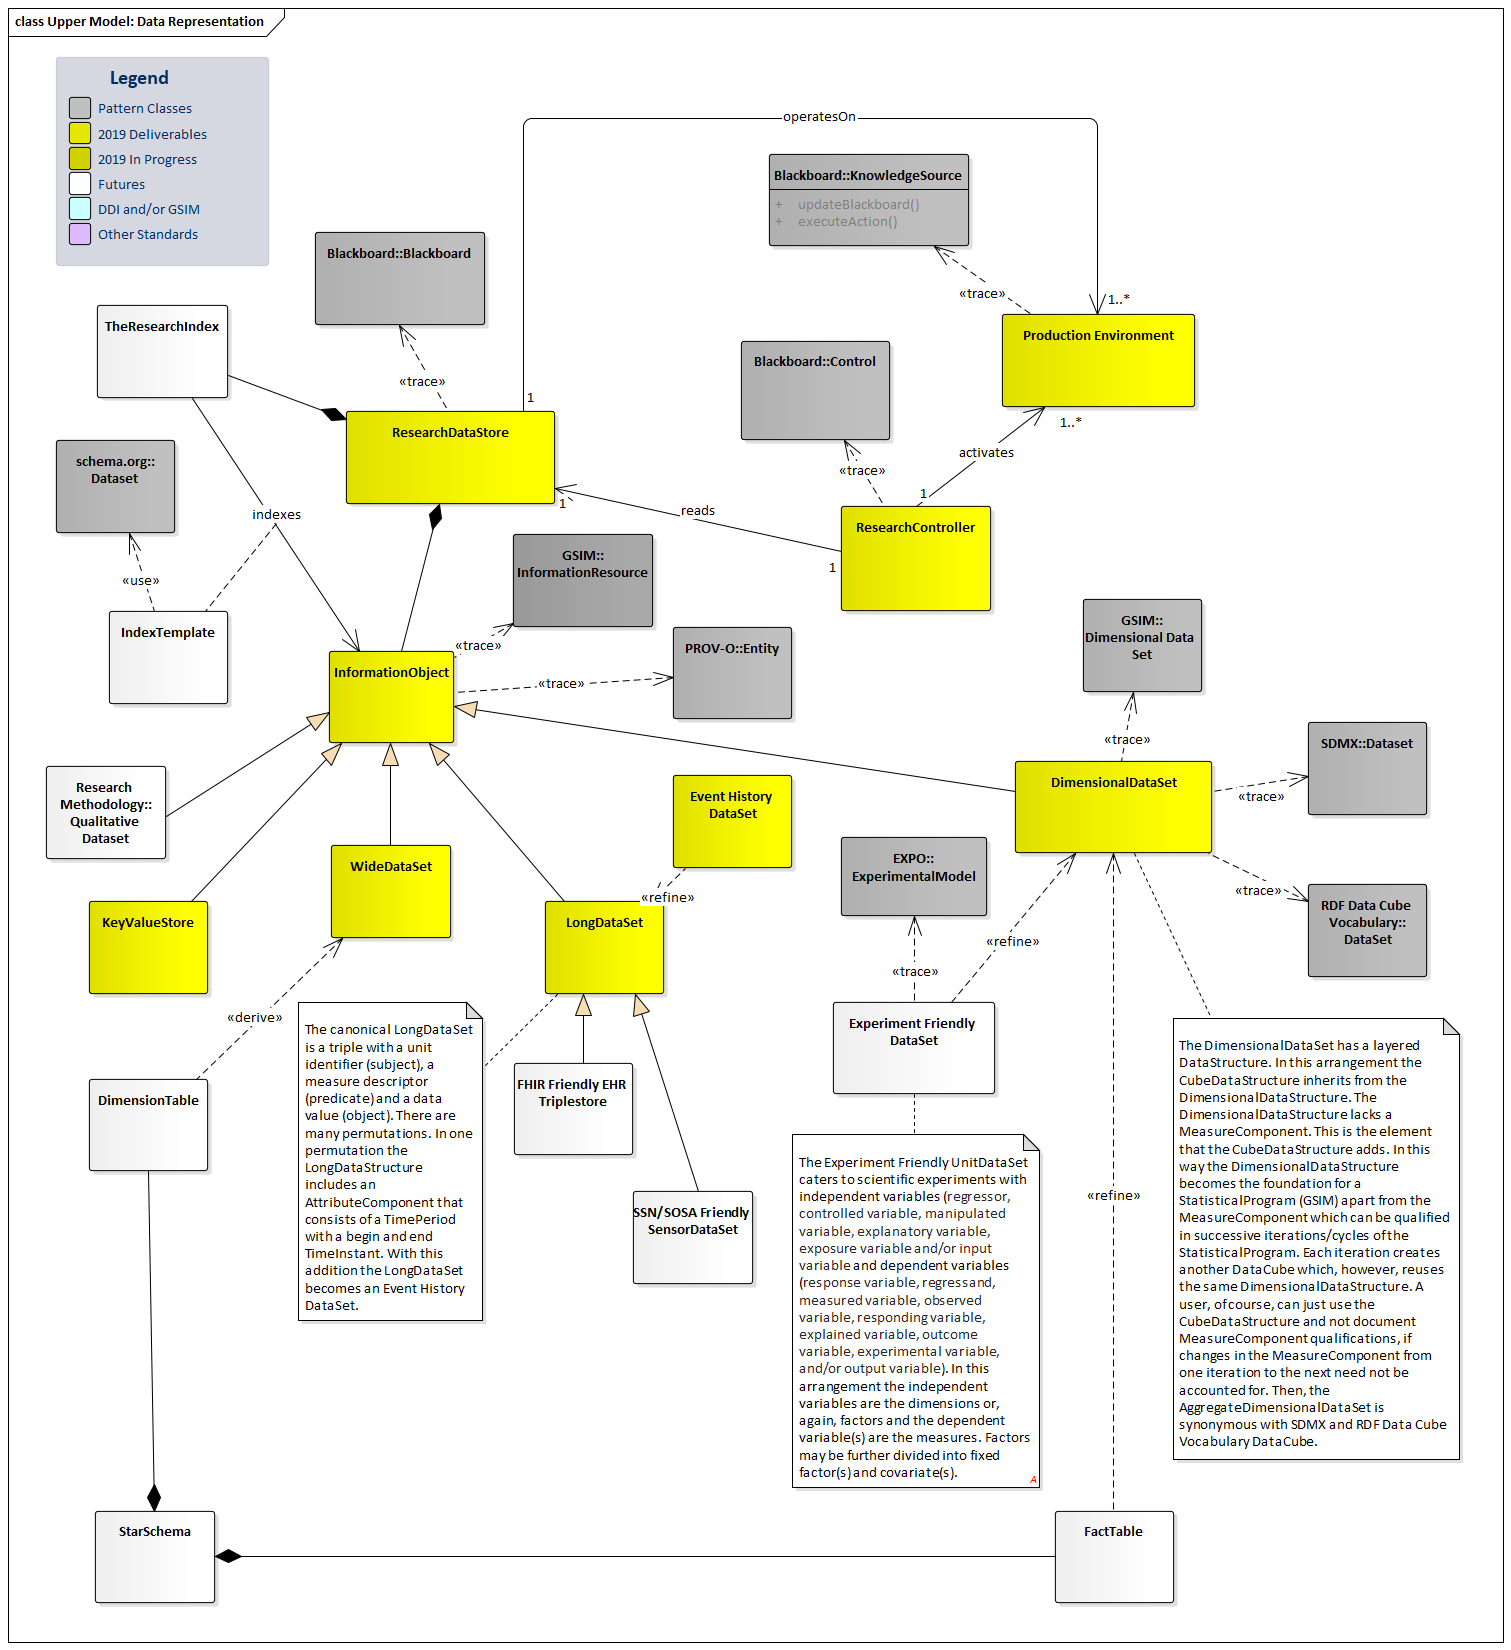 class Upper Model: Data Representation
Legend
Pattern Classes
2019 Deliverables
2019 In Progress
Futures
DDI and/or GSIM
Other Standards
operatesOn
Blackboard::KnowledgeSource
+ updateBlackboard()
+ executeAction()
Blackboard::Blackboard
«trace»
1..*
TheResearchIndex
Production Environment
Blackboard::Control
«trace»
1
ResearchDataStore
1..*
schema.org::
Dataset
activates
«trace»
1
1
reads
indexes
ResearchController
GSIM::
InformationResource
1
«use»
IndexTemplate
GSIM::
Dimensional Data
Set
«trace»
PROV-O::Entity
InformationObject
«trace»
«trace»
SDMX::Dataset
Research
Methodology::
Qualitative
Dataset
DimensionalDataSet
Event History
DataSet
«trace»
WideDataSet
EXPO::
ExperimentalModel
«trace»
«refine»
RDF Data Cube
Vocabulary::
DataSet
KeyValueStore
LongDataSet
«refine»
«trace»
«derive»
Experiment Friendly
DataSet
The canonical LongDataSet
is a triple with a unit
identifier (subject), a
measure descriptor
(predicate) and a data
value (object). There are
many permutations. In one
permutation the
LongDataStructure
includes an
AttributeComponent that
consists of a TimePeriod
with a begin and end
TimeInstant. With this
addition the LongDataSet
becomes an Event History
DataSet.
The DimensionalDataSet has a layered
DataStructure. In this arrangement the
CubeDataStructure inherits from the
DimensionalDataStructure. The
DimensionalDataStructure lacks a
MeasureComponent. This is the element
that the CubeDataStructure adds. In this
way the DimensionalDataStructure
becomes the foundation for a
StatisticalProgram (GSIM) apart from the
MeasureComponent which can be qualified
in successive iterations/cycles of the
StatisticalProgram. Each iteration creates
another DataCube which, however, reuses
the same DimensionalDataStructure. A
user, of course, can just use the
CubeDataStructure and not document
MeasureComponent qualifications, if
changes in the MeasureComponent from
one iteration to the next need not be
accounted for. Then, the
AggregateDimensionalDataSet is
synonymous with SDMX and RDF Data Cube
Vocabulary DataCube.
DimensionTable
FHIR Friendly EHR
Triplestore
The Experiment Friendly UnitDataSet
caters to scientific experiments with
independent variables (regressor,
controlled variable, manipulated
variable, explanatory variable,
exposure variable and/or input
variable and dependent variables
(response variable, regressand,
measured variable, observed
variable, responding variable,
explained variable, outcome
variable, experimental variable,
and/or output variable). In this
arrangement the independent
variables are the dimensions or,
again, factors and the dependent
variable(s) are the measures. Factors
may be further divided into fixed
factor(s) and covariate(s).
A
«refine»
SSN/SOSA Friendly
SensorDataSet
StarSchema
FactTable